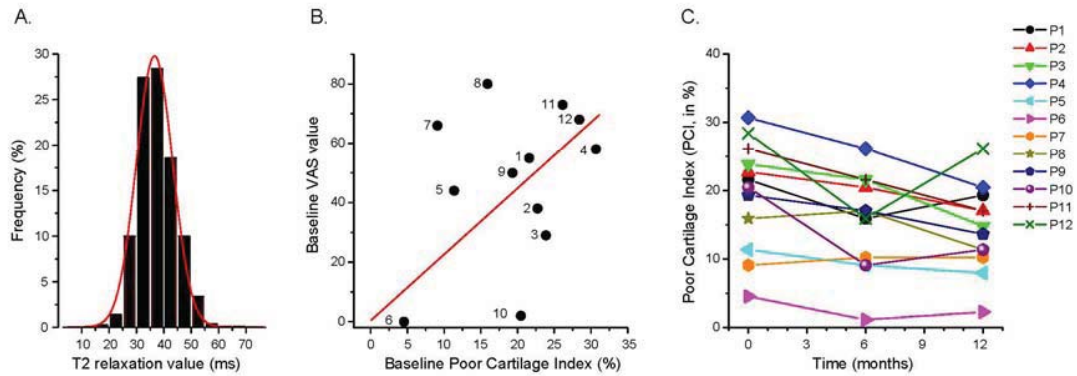 A.
Frequency (%)
30
25
20
15
10
5
0
10 20 30 40 50 60 70
T2 relaxation value (ms)
B.
Baseline VAS value
80
60
40
20
0
8
7
11
12
4
1
9
5
2
3
6
10
0 5 10 15 20 25 30 35
Baseline Poor Cartilage Index (%)
C.
Poor Cartilage Index (PCI, in %)
40
30
20
10
0
0 6 12
Time (months)
P1
P2
P3
P4
P5
P6
P7
P8
P9
P10
P11
P12